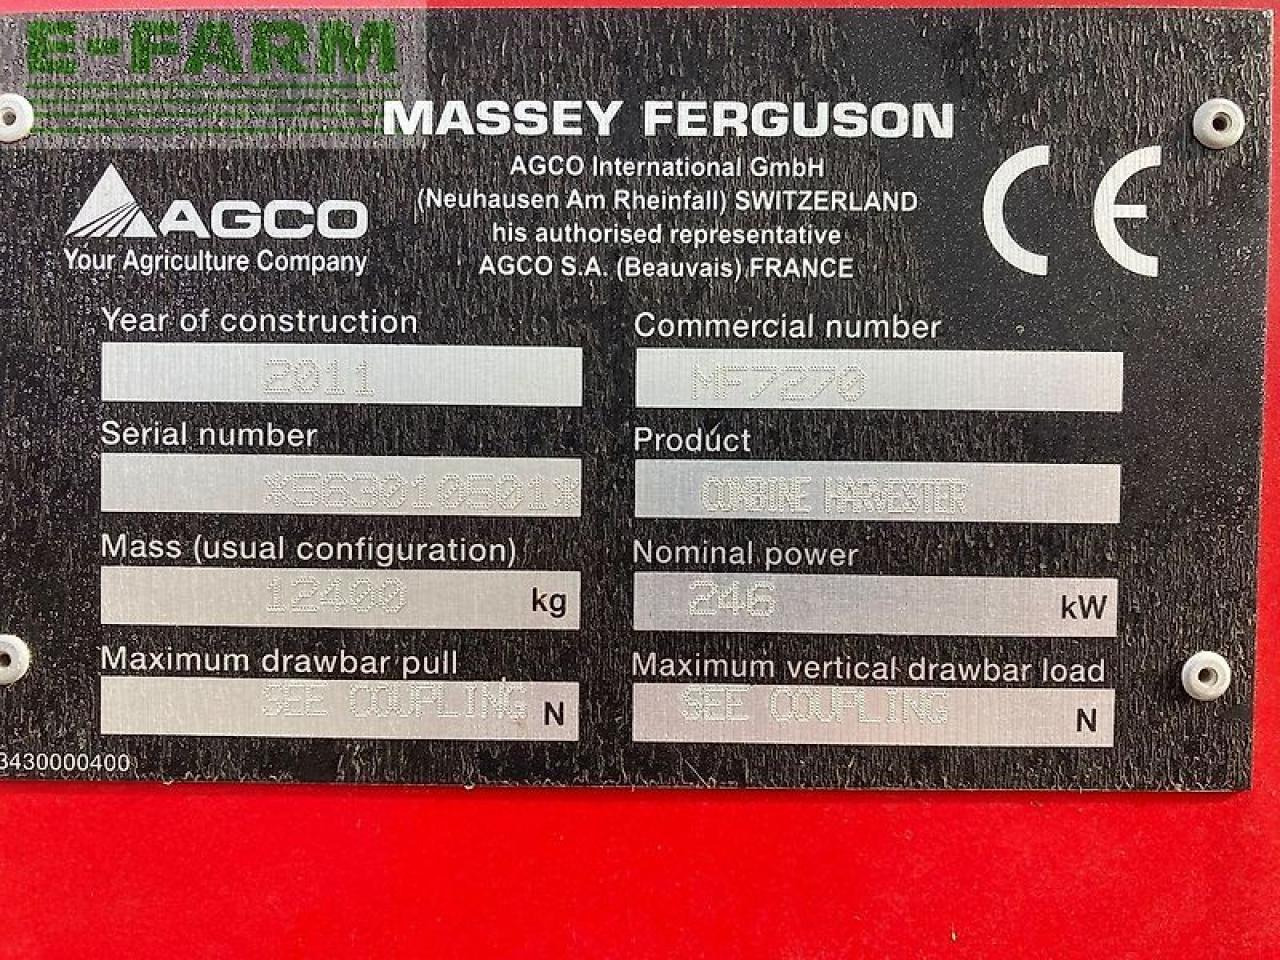 E-FARM
MASSEY FERGUSON
AGCO International GmbH
(Neuhausen Am Rheinfall) SWITZERLAND
his authorised representative
AGCO S.A. (Beauvais) FRANCE
AGCO
Your Agriculture Company
CE
Year of construction
2011
Commercial number
MF7270
Serial number
*563010501*
Product
COMBINE HARVESTER
Mass (usual configuration)
12400 kg
Nominal power
246 kW
Maximum drawbar pull
SEE COUPLING N
Maximum vertical drawbar load
SEE COUPLING N
3430000400